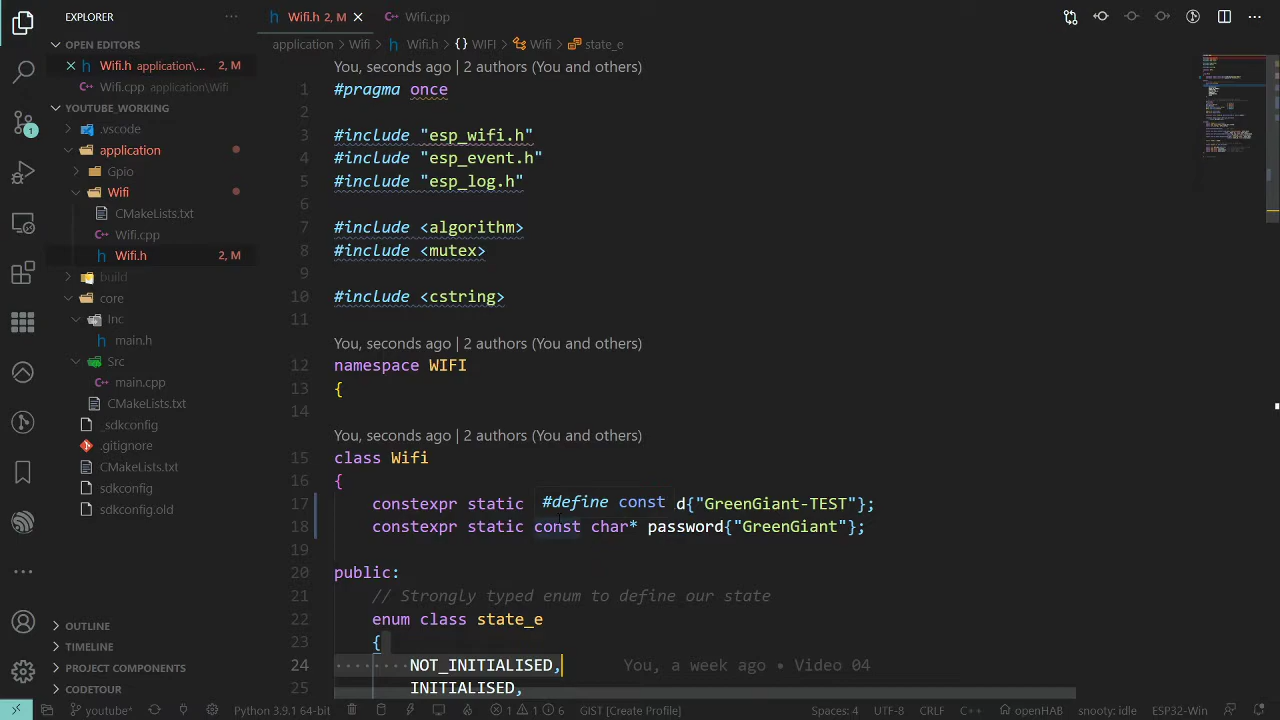 EXPLORER
OPEN EDITORS
Wifi.h application\... 2, M
Wifi.cpp application\Wifi
YOUTUBE_WORKING
.vscode
application
Gpio
Wifi
CMakeLists.txt
Wifi.cpp
Wifi.h 2, M
build
core
Inc
main.h
Src
main.cpp
CMakeLists.txt
_sdkconfig
.gitignore
CMakeLists.txt
sdkconfig
sdkconfig.old
OUTLINE
TIMELINE
PROJECT COMPONENTS
CODETOUR
Wifi.h 2, M Wifi.cpp
application > Wifi > h Wifi.h > {} WIFI > Wifi > state_e
You, seconds ago | 2 authors (You and others)
1 #pragma once
2
3 #include "esp_wifi.h"
4 #include "esp_event.h"
5 #include "esp_log.h"
6
7 #include <algorithm>
8 #include <mutex>
9
10 #include <cstring>
11
You, seconds ago | 2 authors (You and others)
12 namespace WIFI
13 {
14
You, seconds ago | 2 authors (You and others)
15 class Wifi
16 {
#define const
17 constexpr static d{"GreenGiant-TEST"};
18 constexpr static const char* password{"GreenGiant"};
19
20 public:
21 // Strongly typed enum to define our state
22 enum class state_e
23 {
24 NOT_INITIALISED, You, a week ago • Video 04
25 INITIALISED,
youtube* Python 3.9.1 64-bit 1 1 6 GIST [Create Profile] Spaces: 4 UTF-8 CRLF C++ openHAB snooty: idle ESP32-Win